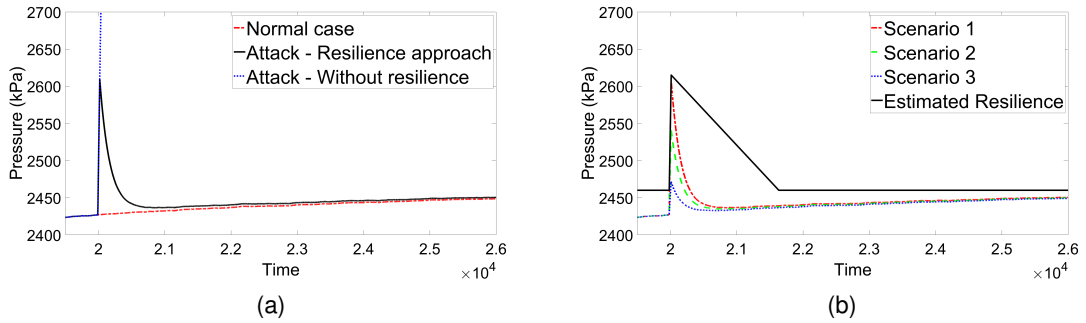 2700
2650
2600
2550
2500
2450
2400
Pressure (kPa)
Normal case
Attack - Resilience approach
Attack - Without resilience
2 2.1 2.2 2.3 2.4 2.5 2.6
Time
×10⁴
(a)
2700
2650
2600
2550
2500
2450
2400
Pressure (kPa)
Scenario 1
Scenario 2
Scenario 3
Estimated Resilience
2 2.1 2.2 2.3 2.4 2.5 2.6
Time
×10⁴
(b)